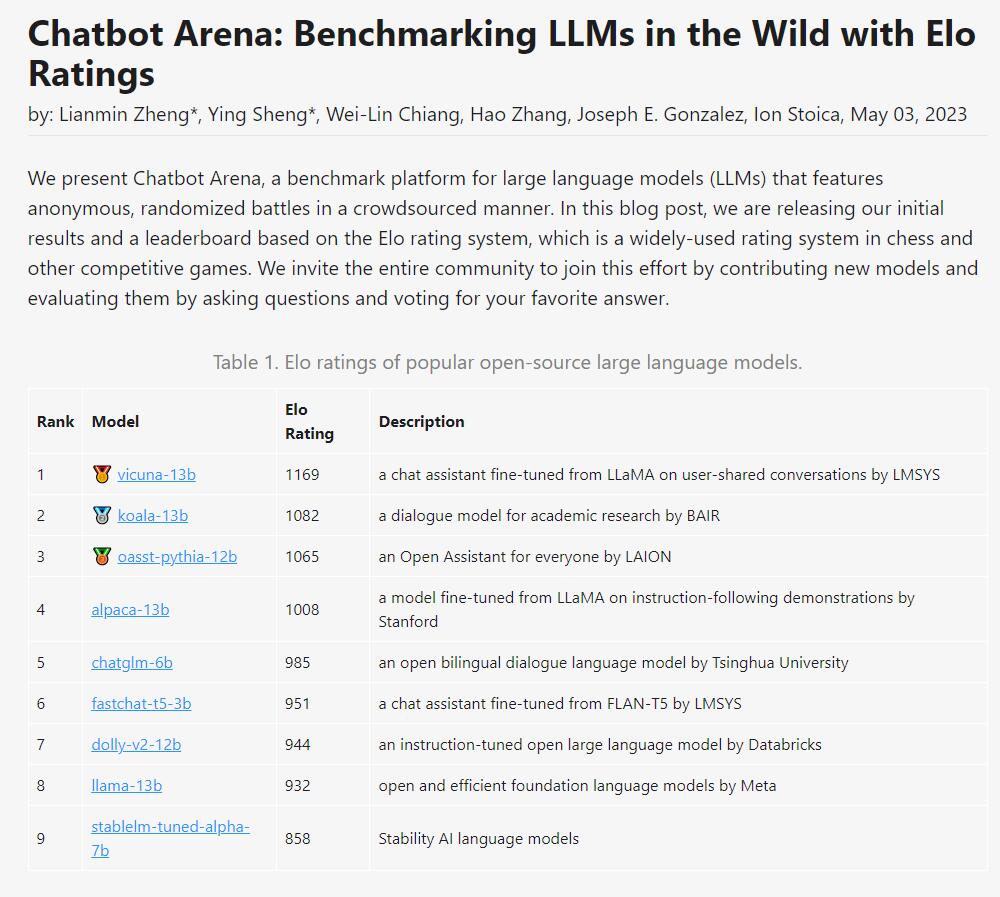 Chatbot Arena: Benchmarking LLMs in the Wild with Elo
Ratings
by: Lianmin Zheng*, Ying Sheng*, Wei-Lin Chiang, Hao Zhang, Joseph E. Gonzalez, Ion Stoica, May 03, 2023
We present Chatbot Arena, a benchmark platform for large language models (LLMs) that features
anonymous, randomized battles in a crowdsourced manner. In this blog post, we are releasing our initial
results and a leaderboard based on the Elo rating system, which is a widely-used rating system in chess and
other competitive games. We invite the entire community to join this effort by contributing new models and
evaluating them by asking questions and voting for your favorite answer.
Table 1. Elo ratings of popular open-source large language models.
Rank Model Elo Rating Description
1 vicuna-13b 1169 a chat assistant fine-tuned from LLaMA on user-shared conversations by LMSYS
2 koala-13b 1082 a dialogue model for academic research by BAIR
3 oasst-pythia-12b 1065 an Open Assistant for everyone by LAION
4 alpaca-13b 1008 a model fine-tuned from LLaMA on instruction-following demonstrations by
Stanford
5 chatglm-6b 985 an open bilingual dialogue language model by Tsinghua University
6 fastchat-t5-3b 951 a chat assistant fine-tuned from FLAN-T5 by LMSYS
7 dolly-v2-12b 944 an instruction-tuned open large language model by Databricks
8 llama-13b 932 open and efficient foundation language models by Meta
9 stablelm-tuned-alpha-
7b 858 Stability AI language models